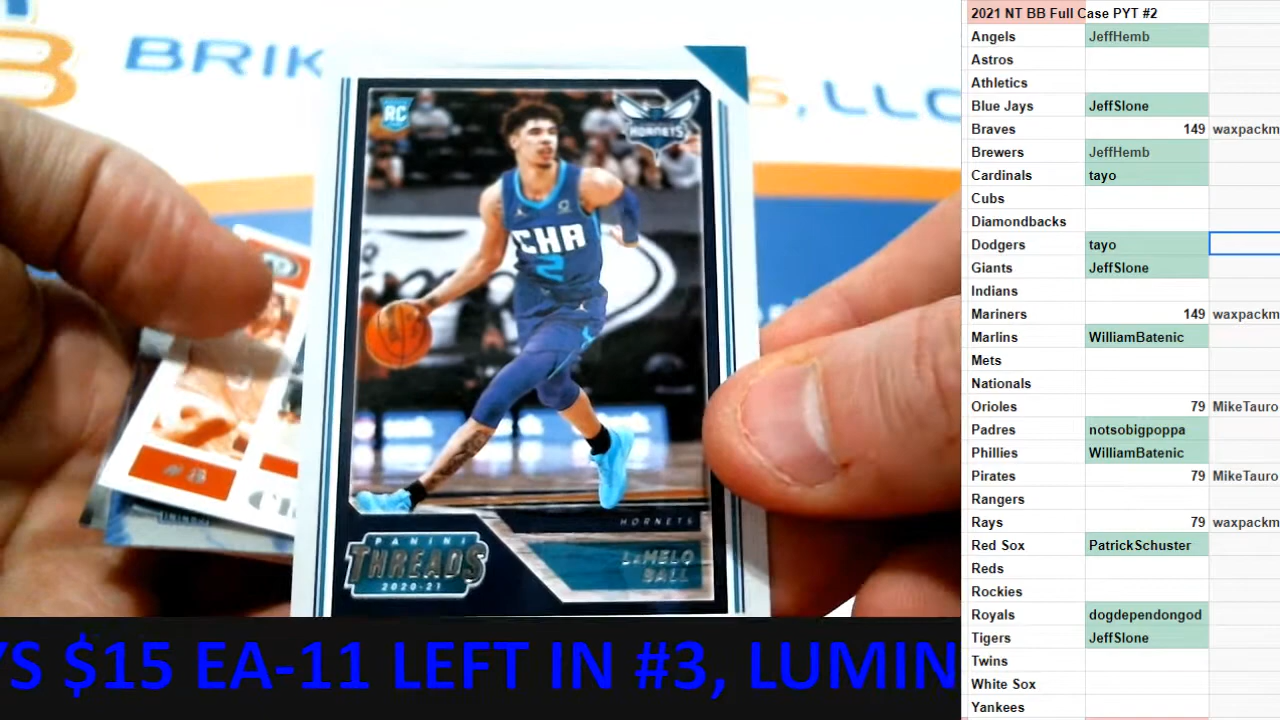 BRIK S, LLC
RC
HORNETS
CHA
2
HORNETS
LaMELO
BALL
PANINI
THREADS
2020-21
YS $15 EA-11 LEFT IN #3, LUMIN
2021 NT BB Full Case PYT #2
Angels JeffHemb
Astros
Athletics
Blue Jays JeffSlone
Braves 149 waxpackm
Brewers JeffHemb
Cardinals tayo
Cubs
Diamondbacks
Dodgers tayo
Giants JeffSlone
Indians
Mariners 149 waxpackm
Marlins WilliamBatenic
Mets
Nationals
Orioles 79 MikeTauro
Padres notsobigpoppa
Phillies WilliamBatenic
Pirates 79 MikeTauro
Rangers
Rays 79 waxpackm
Red Sox PatrickSchuster
Reds
Rockies
Royals dogdependongod
Tigers JeffSlone
Twins
White Sox
Yankees